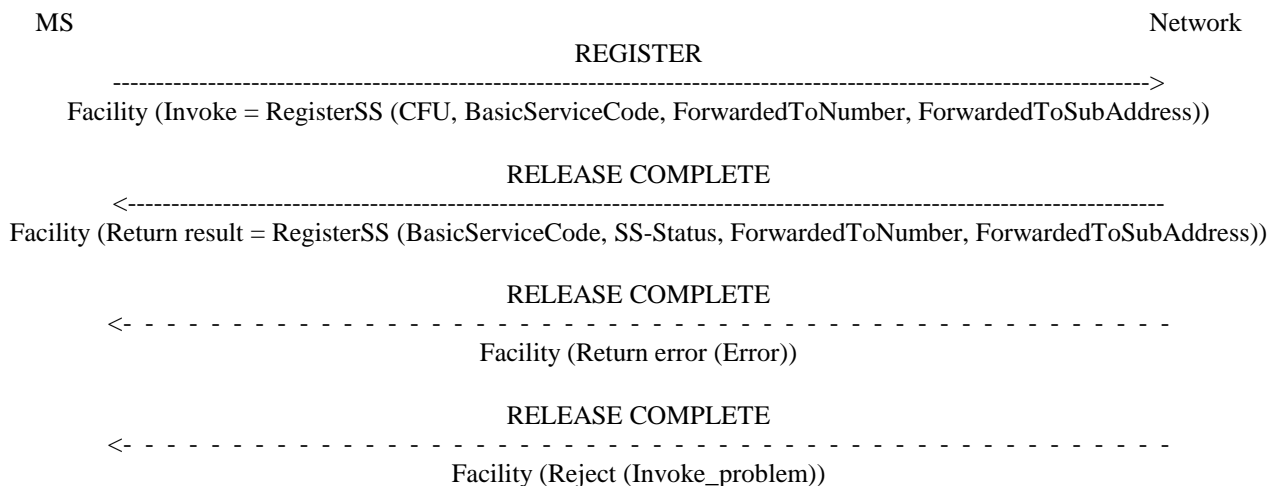 MS Network
REGISTER
Facility (Invoke = RegisterSS (CFU, BasicServiceCode, ForwardedToNumber, ForwardedToSubAddress))
RELEASE COMPLETE
Facility (Return result = RegisterSS (BasicServiceCode, SS-Status, ForwardedToNumber, ForwardedToSubAddress))
RELEASE COMPLETE
Facility (Return error (Error))
RELEASE COMPLETE
Facility (Reject (Invoke_problem))